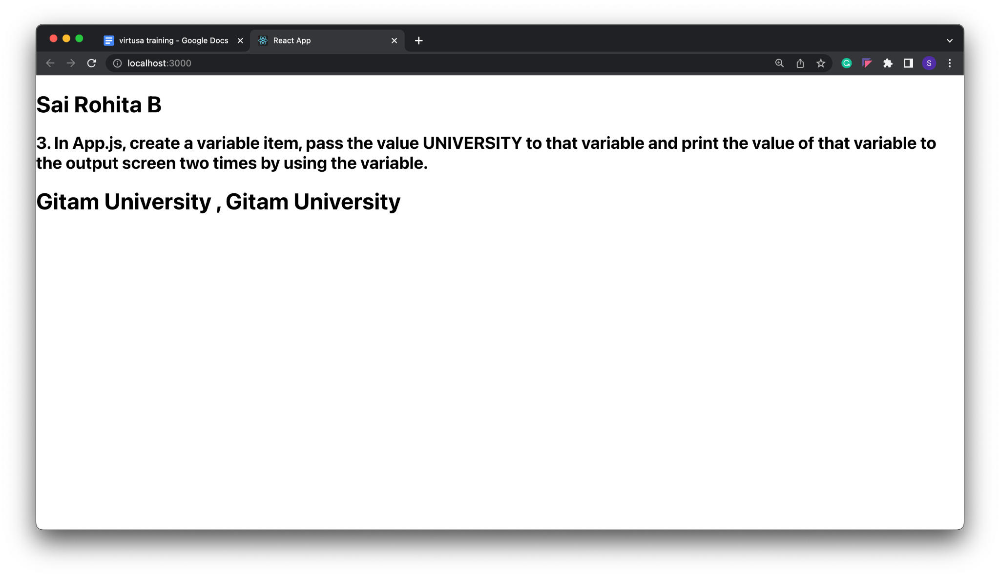 virtusa training - Google Docs
React App
localhost:3000
S
Sai Rohita B
3. In App.js, create a variable item, pass the value UNIVERSITY to that variable and print the value of that variable to
the output screen two times by using the variable.
Gitam University , Gitam University